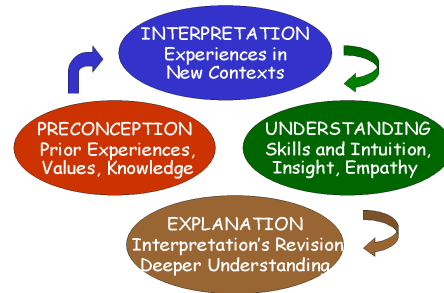 INTERPRETATION
Experiences in
New Contexts
PRECONCEPTION
Prior Experiences,
Values, Knowledge
UNDERSTANDING
Skills and Intuition,
Insight, Empathy
EXPLANATION
Interpretation's Revision
Deeper Understanding